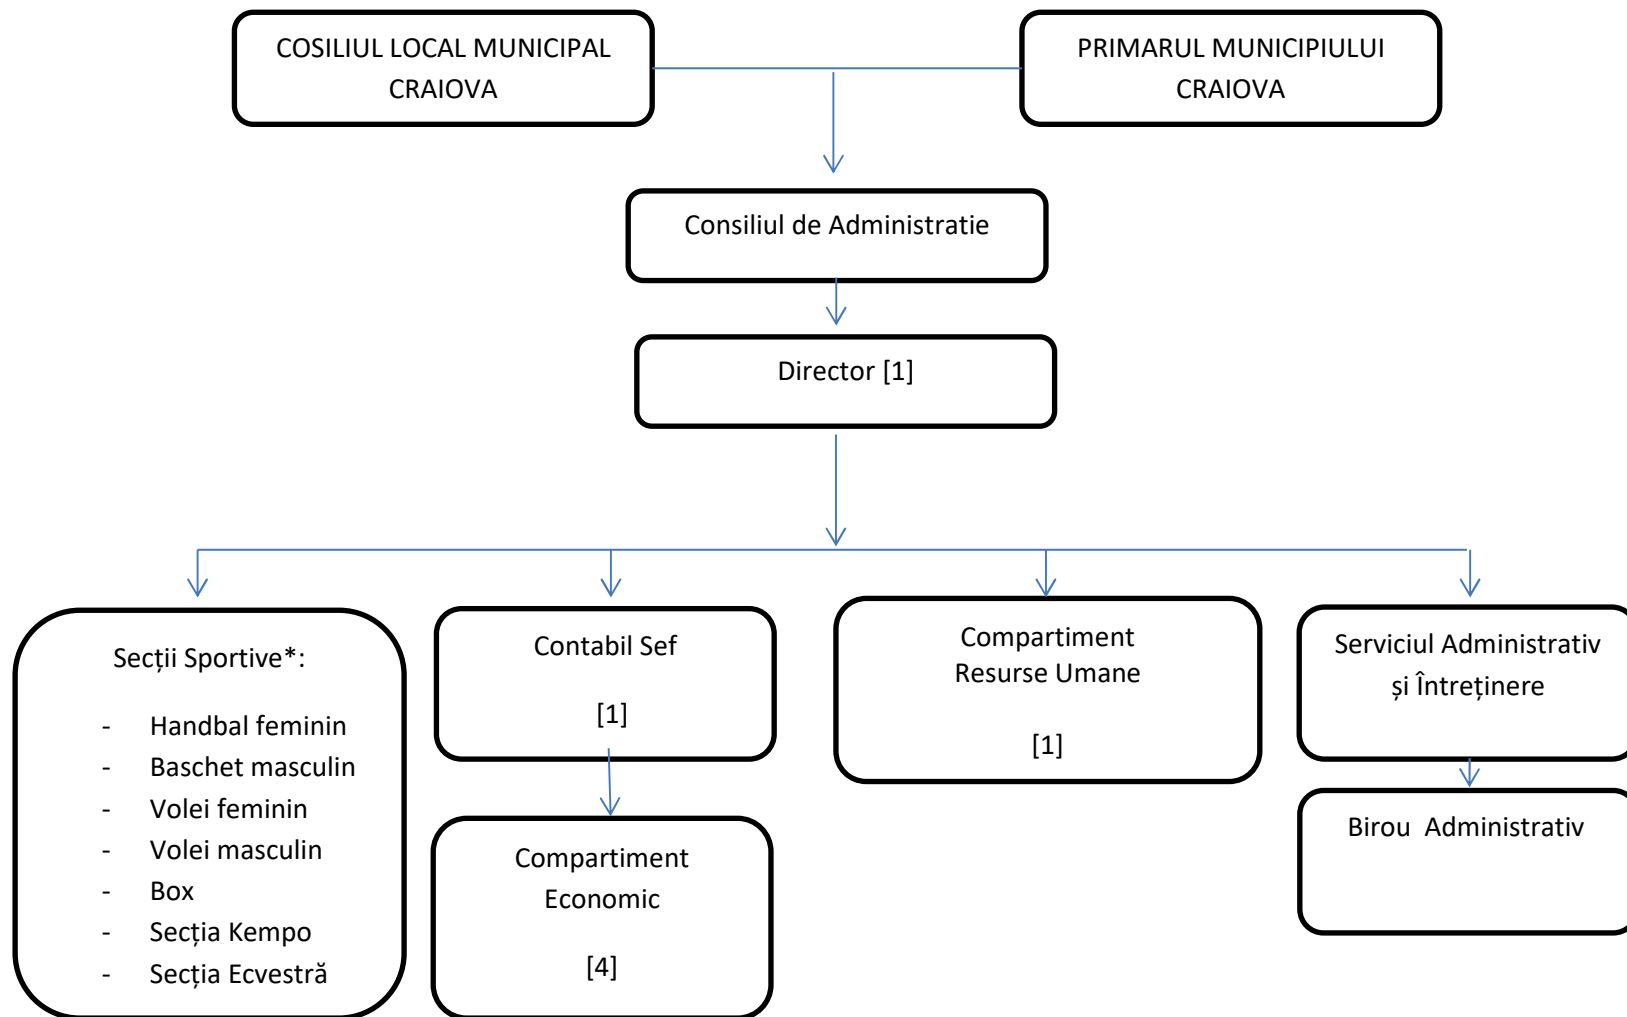 COSILIUL LOCAL MUNICIPAL
CRAIOVA
PRIMARUL MUNICIPIULUI
CRAIOVA
Consiliul de Administratie
Director [1]
Secții Sportive*:
- Handbal feminin
- Baschet masculin
- Volei feminin
- Volei masculin
- Box
- Secția Kempo
- Secția Ecvestră
Contabil Sef
[1]
Compartiment
Economic
[4]
Compartiment
Resurse Umane
[1]
Serviciul Administrativ
și Întreținere
Birou  Administrativ